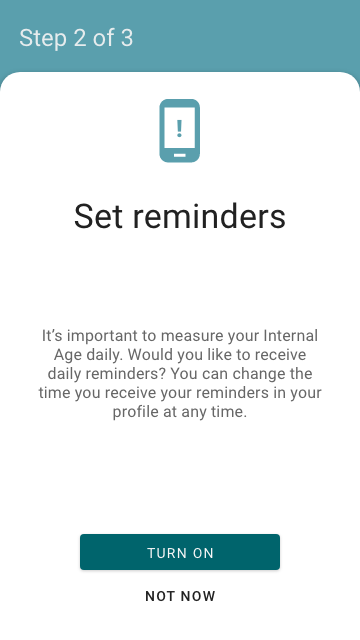 Step 2 of 3
!
Set reminders
It's important to measure your Internal
Age daily. Would you like to receive
daily reminders? You can change the
time you receive your reminders in your
profile at any time.
TURN ON
NOT NOW